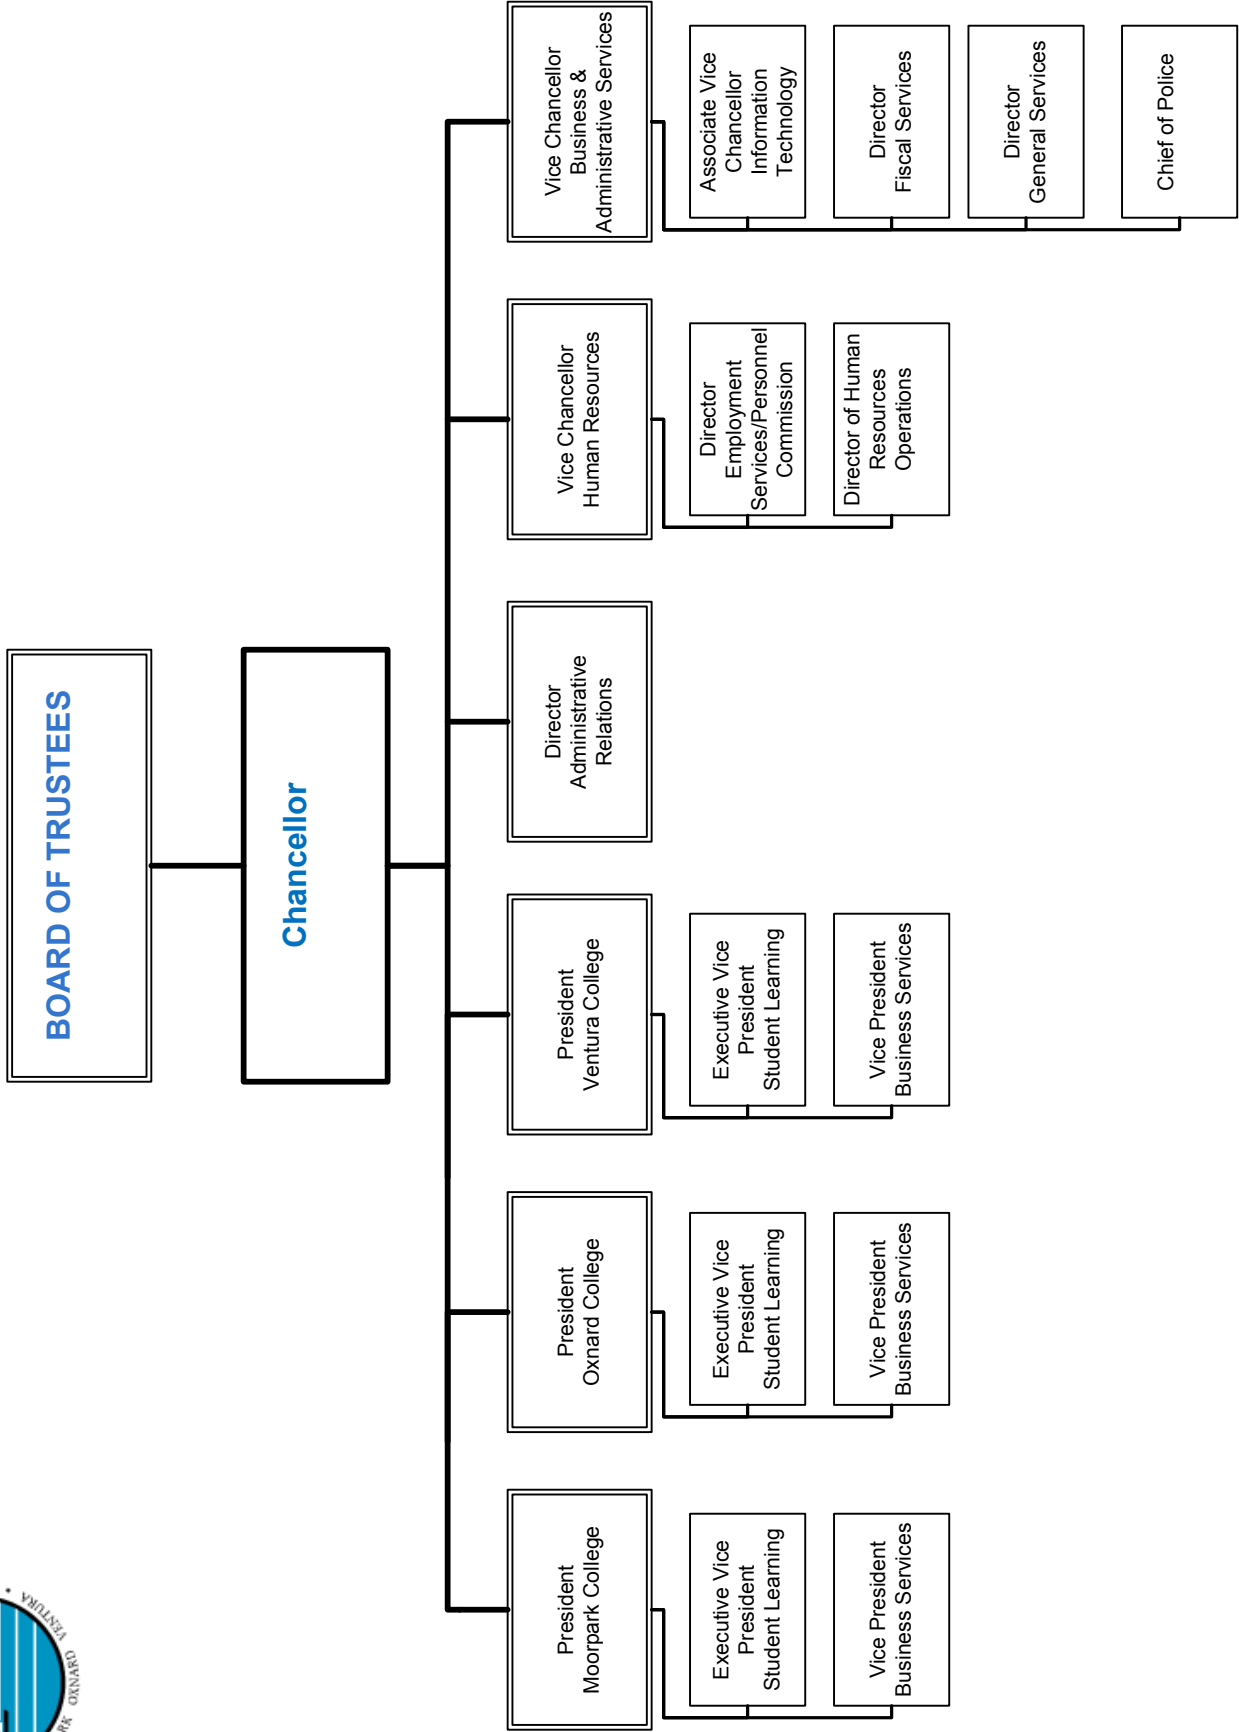 BOARD OF TRUSTEES
Chancellor
President
Moorpark College
Executive Vice
President
Student Learning
Vice President
Business Services
President
Oxnard College
Executive Vice
President
Student Learning
Vice President
Business Services
President
Ventura College
Executive Vice
President
Student Learning
Vice President
Business Services
Director
Administrative
Relations
Vice Chancellor
Human Resources
Director
Employment
Services/Personnel
Commission
Director of Human
Resources
Operations
Vice Chancellor
Business &
Administrative Services
Associate Vice
Chancellor
Information
Technology
Director
Fiscal Services
Director
General Services
Chief of Police
OXNARD VENTURA